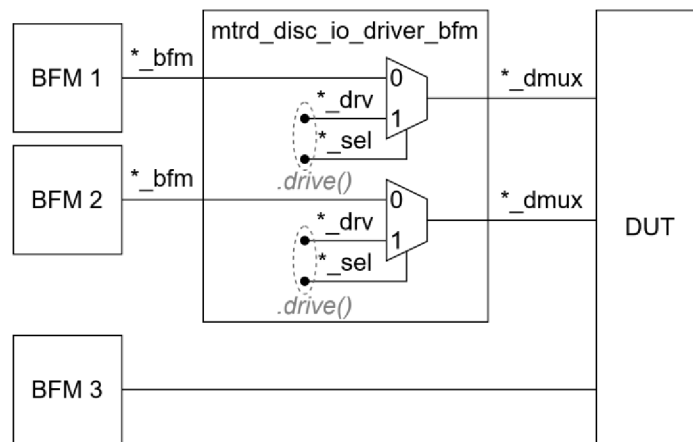 mtrd_disc_io_driver_bfm
BFM 1
*_bfm
0
*_drv
1
*_sel
.drive()
*_dmux
BFM 2
*_bfm
0
*_drv
1
*_sel
.drive()
*_dmux
DUT
BFM 3